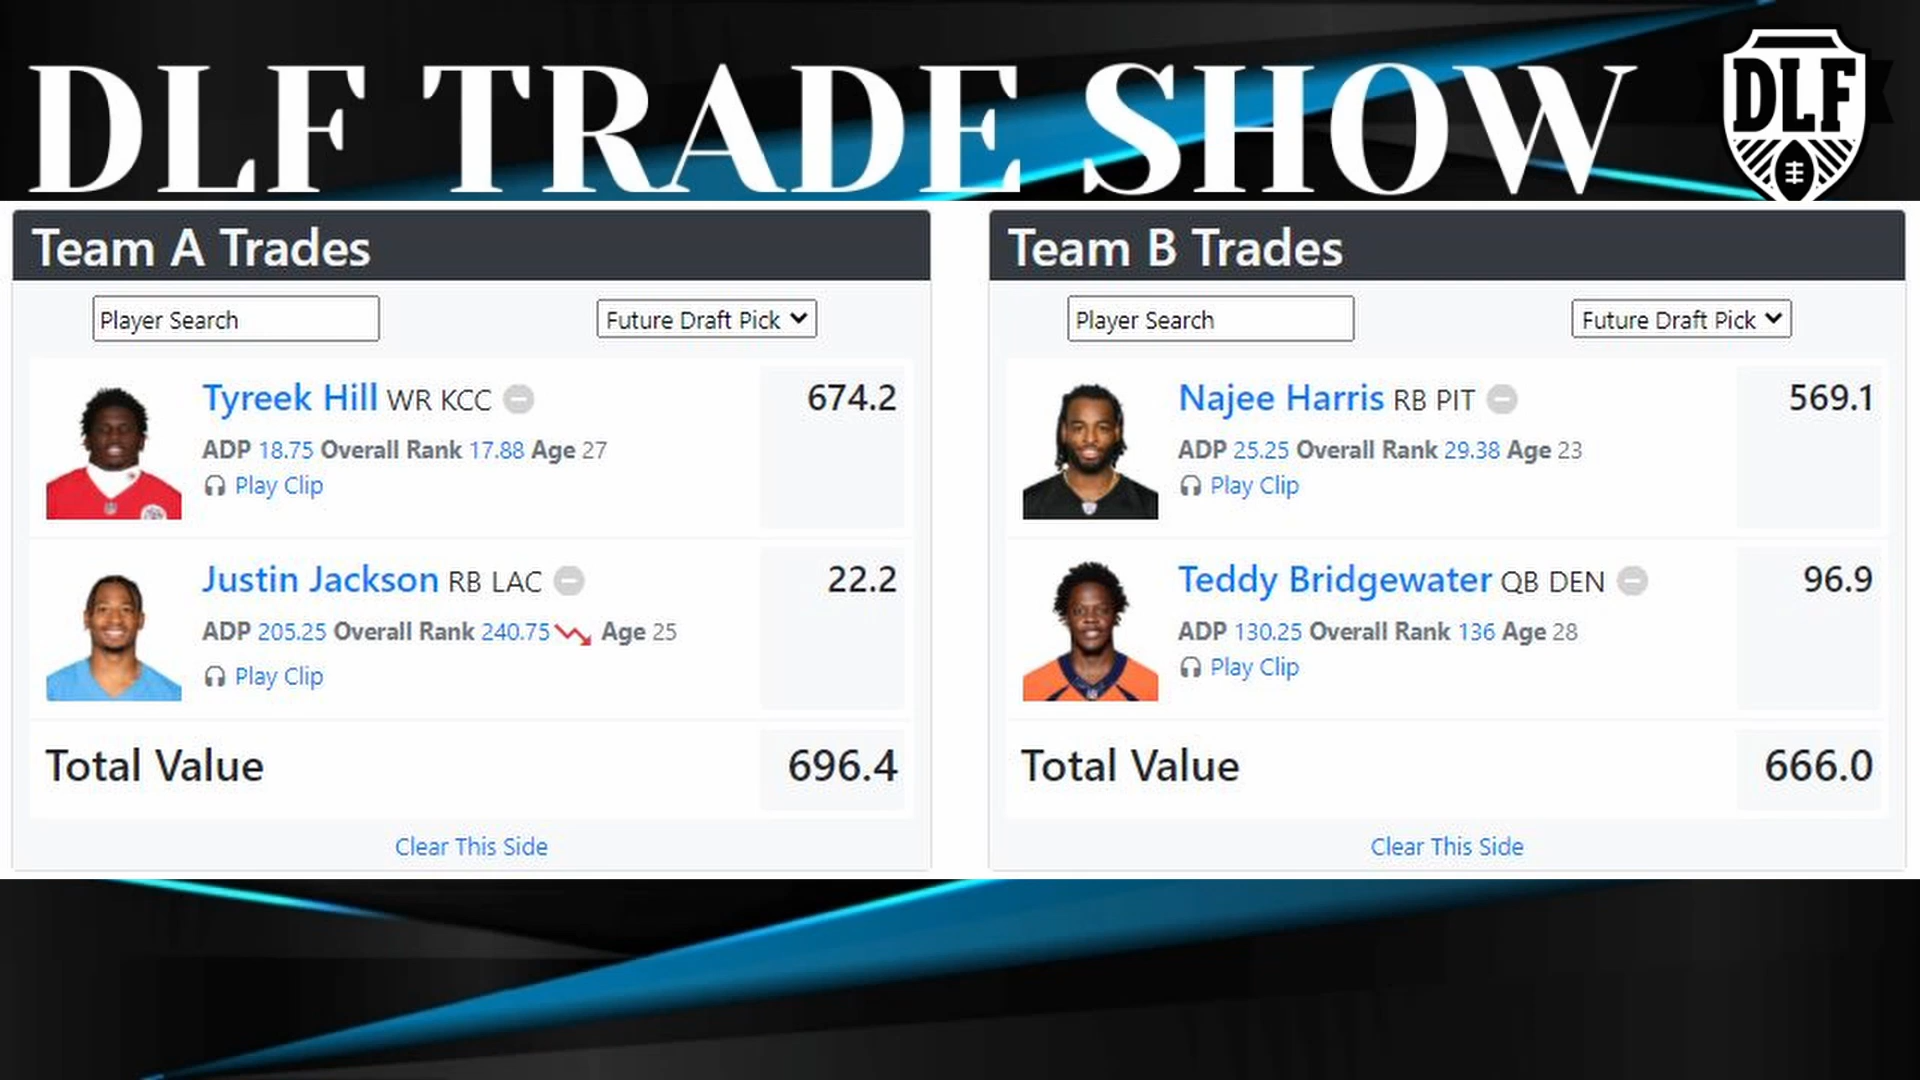 DLF TRADE SHOW
DLF
Team A Trades
Player Search
Future Draft Pick
Tyreek Hill WR KCC
674.2
ADP 18.75 Overall Rank 17.88 Age 27
Play Clip
Justin Jackson RB LAC
22.2
ADP 205.25 Overall Rank 240.75 Age 25
Play Clip
Total Value
696.4
Clear This Side
Team B Trades
Player Search
Future Draft Pick
Najee Harris RB PIT
569.1
ADP 25.25 Overall Rank 29.38 Age 23
Play Clip
Teddy Bridgewater QB DEN
96.9
ADP 130.25 Overall Rank 136 Age 28
Play Clip
Total Value
666.0
Clear This Side